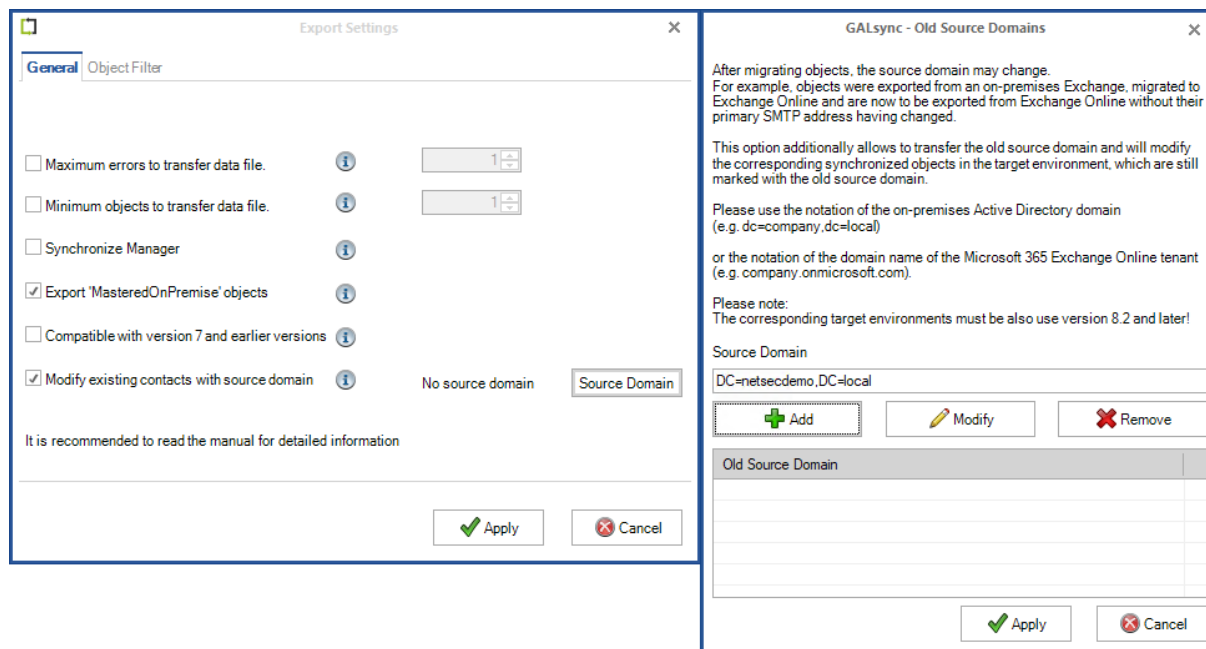 Export Settings
General Object Filter
Maximum errors to transfer data file. 1
Minimum objects to transfer data file. 1
Synchronize Manager
Export 'MasteredOnPremise' objects
Compatible with version 7 and earlier versions
Modify existing contacts with source domain No source domain Source Domain
It is recommended to read the manual for detailed information
Apply Cancel
GALsync - Old Source Domains
After migrating objects, the source domain may change.
For example, objects were exported from an on-premises Exchange, migrated to
Exchange Online and are now to be exported from Exchange Online without their
primary SMTP address having changed.
This option additionally allows to transfer the old source domain and will modify
the corresponding synchronized objects in the target environment, which are still
marked with the old source domain.
Please use the notation of the on-premises Active Directory domain
(e.g. dc=company,dc=local)
or the notation of the domain name of the Microsoft 365 Exchange Online tenant
(e.g. company.onmicrosoft.com).
Please note:
The corresponding target environments must be also use version 8.2 and later!
Source Domain
DC=netsecdemo,DC=local
Add Modify Remove
Old Source Domain
Apply Cancel